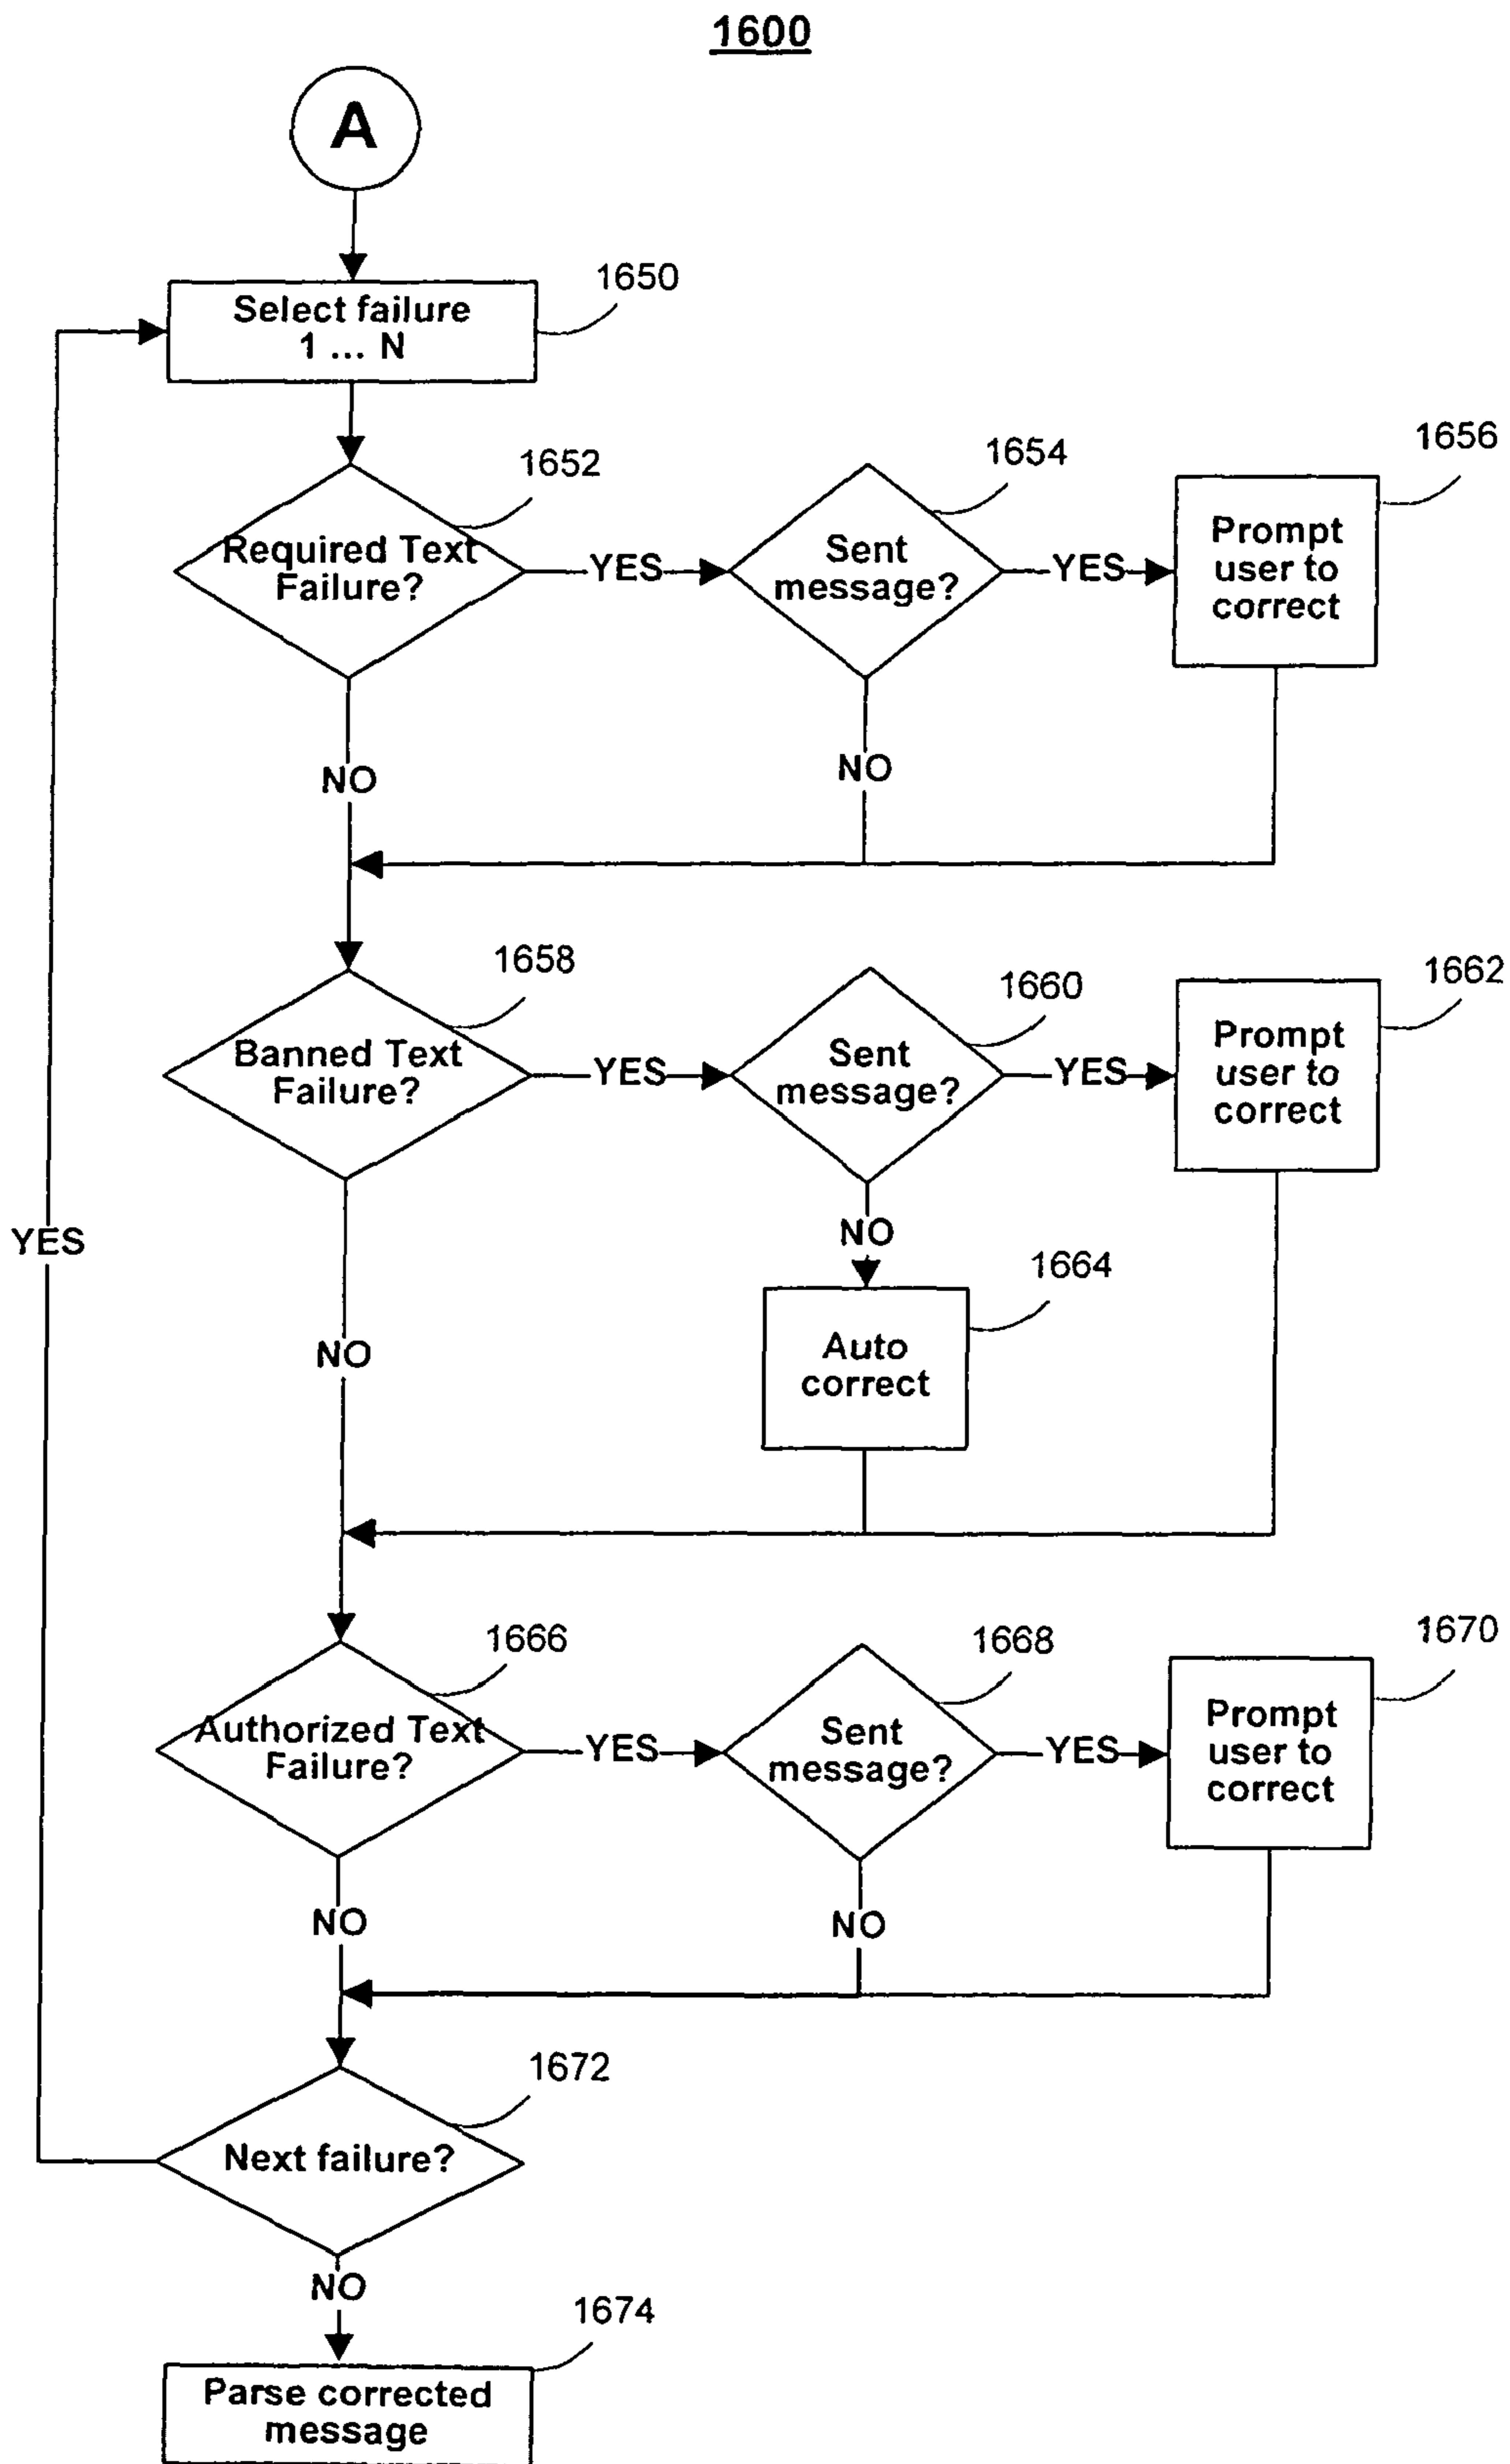 1600
A
1650
Select failure
1 ... N
1652
Required Text
Failure?
YES
1654
Sent
message?
YES
1656
Prompt
user to
correct
NO
NO
1658
Banned Text
Failure?
YES
1660
Sent
message?
YES
1662
Prompt
user to
correct
YES
NO
NO
1664
Auto
correct
1666
Authorized Text
Failure?
YES
1668
Sent
message?
YES
1670
Prompt
user to
correct
NO
NO
1672
Next failure?
NO
1674
Parse corrected
message